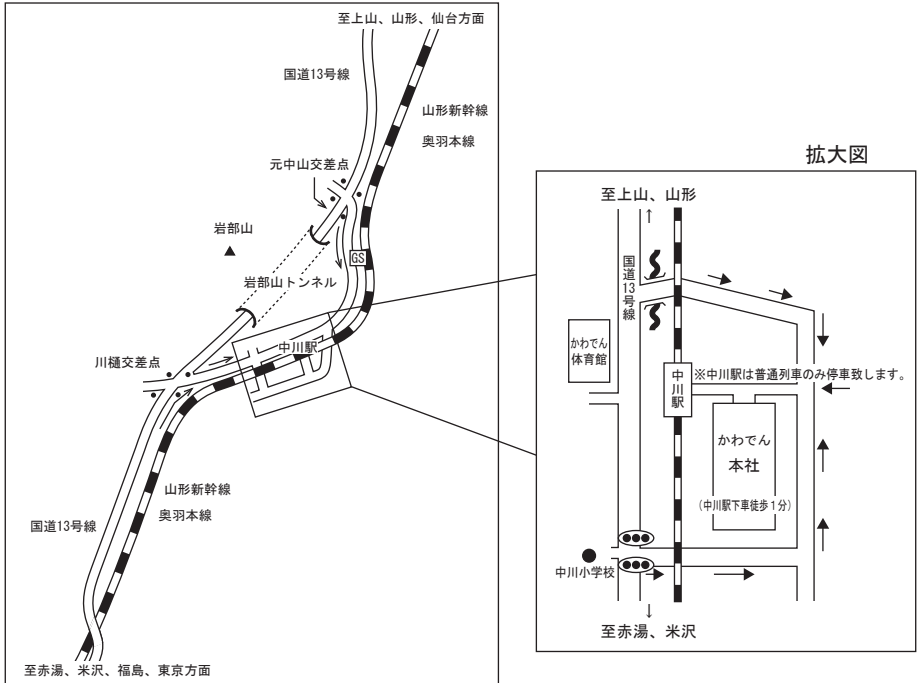 至上山、山形、仙台方面
国道13号線
山形新幹線
奥羽本線
元中山交差点
岩部山
GS
岩部山トンネル
中川駅
川樋交差点
山形新幹線
奥羽本線
国道13号線
至赤湯、米沢、福島、東京方面
拡大図
至上山、山形
↑
国道13号線
かわでん
体育館
中川駅
※中川駅は普通列車のみ停車致します。
かわでん
本社
(中川駅下車徒歩1分)
中川小学校
↓
至赤湯、米沢